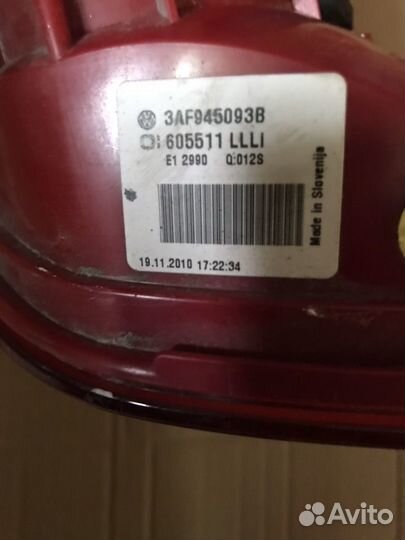 3AF945093B
605511 LLLI
E1 2990 Q:012S
Made in Slovenija
19.11.2010 17:22:34
Avito